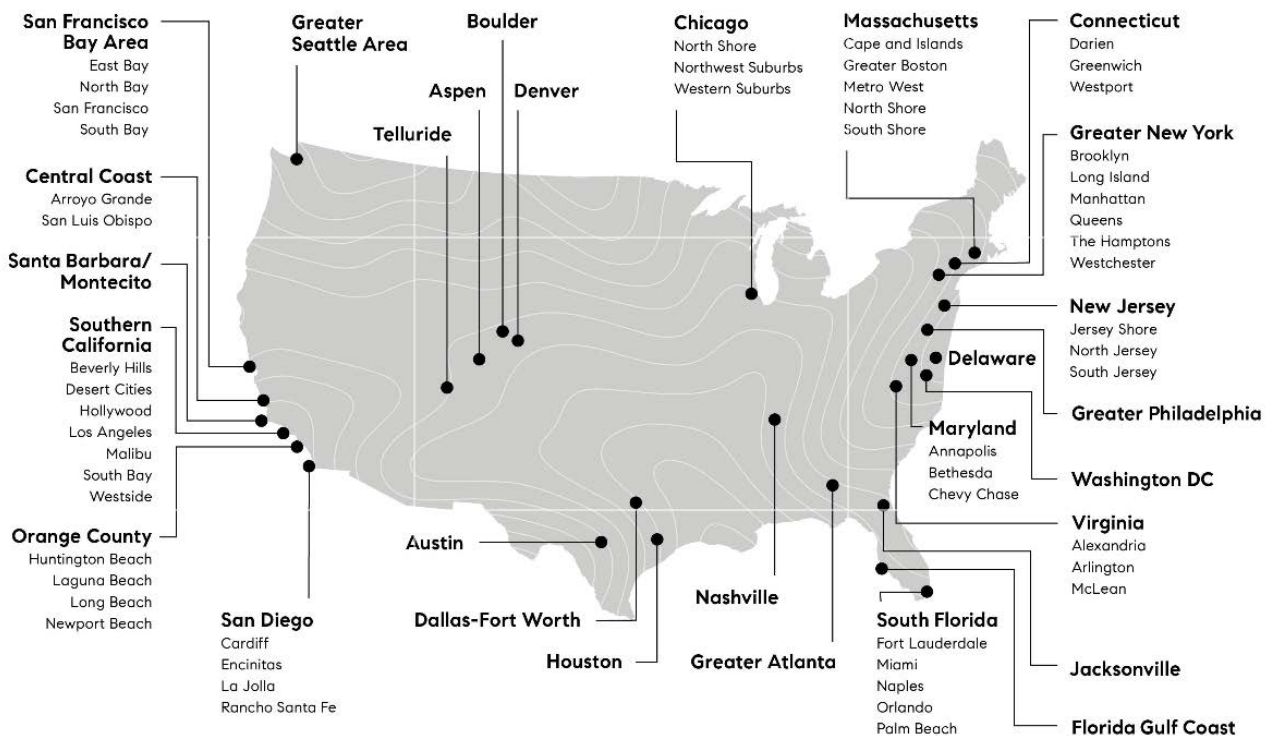 San Francisco
Bay Area
East Bay
North Bay
San Francisco
South Bay
Central Coast
Arroyo Grande
San Luis Obispo
Santa Barbara/
Montecito
Southern
California
Beverly Hills
Desert Cities
Hollywood
Los Angeles
Malibu
South Bay
Westside
Orange County
Huntington Beach
Laguna Beach
Long Beach
Newport Beach
Greater
Seattle Area
Boulder
Aspen
Denver
Telluride
Chicago
North Shore
Northwest Suburbs
Western Suburbs
Massachusetts
Cape and Islands
Greater Boston
Metro West
North Shore
South Shore
Connecticut
Darien
Greenwich
Westport
Greater New York
Brooklyn
Long Island
Manhattan
Queens
The Hamptons
Westchester
New Jersey
Jersey Shore
North Jersey
South Jersey
Delaware
Greater Philadelphia
Maryland
Annapolis
Bethesda
Chevy Chase
Washington DC
Virginia
Alexandria
Arlington
McLean
San Diego
Cardiff
Encinitas
La Jolla
Rancho Santa Fe
Austin
Dallas-Fort Worth
Houston
Nashville
Greater Atlanta
South Florida
Fort Lauderdale
Miami
Naples
Orlando
Palm Beach
Jacksonville
Florida Gulf Coast